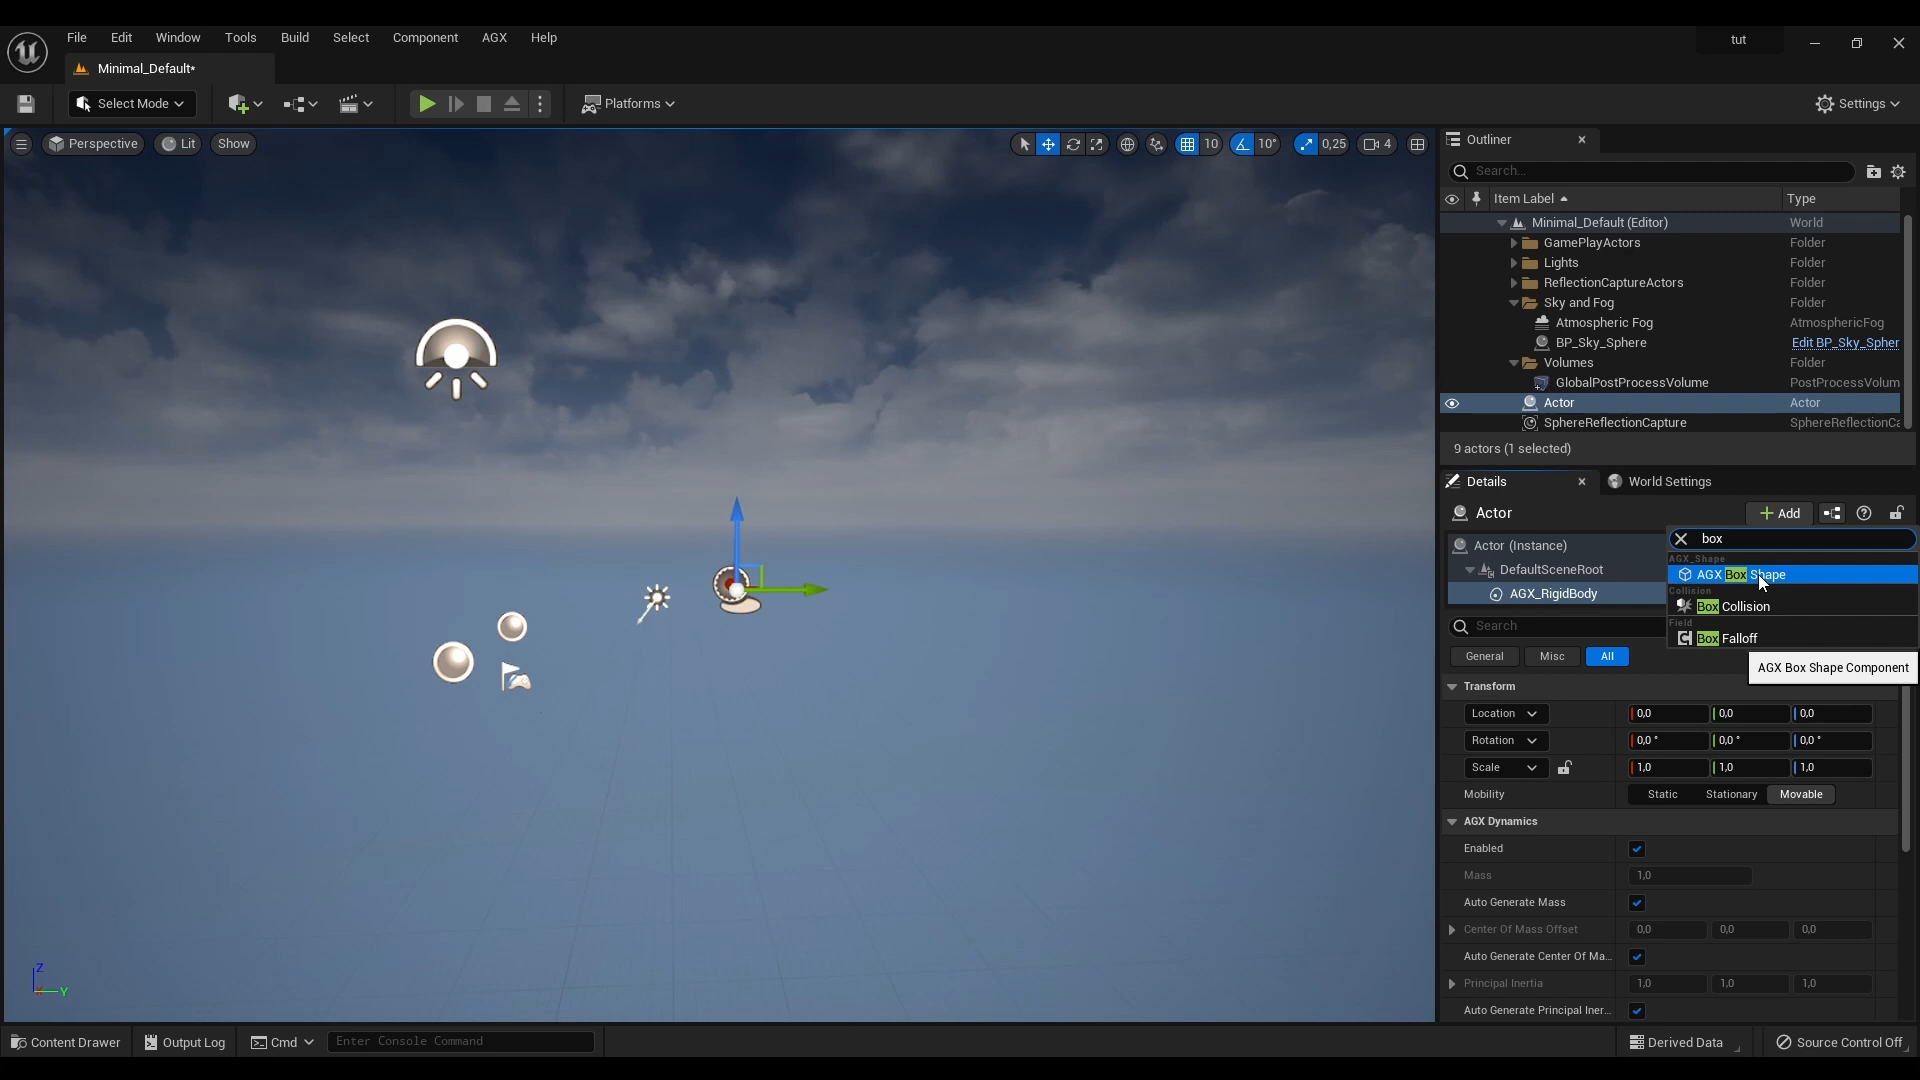 File Edit Window Tools Build Select Component AGX Help
tut
Minimal_Default*
Select Mode
Platforms
Settings
Perspective Lit Show
10 10° 0,25 4
Outliner
Search...
Item Label Type
Minimal_Default (Editor) World
GamePlayActors Folder
Lights Folder
ReflectionCaptureActors Folder
Sky and Fog Folder
Atmospheric Fog AtmosphericFog
BP_Sky_Sphere Edit BP_Sky_Spher
Volumes Folder
GlobalPostProcessVolume PostProcessVolum
Actor Actor
SphereReflectionCapture SphereReflectionCa
9 actors (1 selected)
Details World Settings
Actor
Add
Actor (Instance)
DefaultSceneRoot
AGX_RigidBody
box
AGX_Shape
AGX Box Shape
Collision
Box Collision
Field
Box Falloff
AGX Box Shape Component
Search
General Misc All
Transform
Location 0,0 0,0 0,0
Rotation 0,0 ° 0,0 ° 0,0 °
Scale 1,0 1,0 1,0
Mobility Static Stationary Movable
AGX Dynamics
Enabled
Mass 1,0
Auto Generate Mass
Center Of Mass Offset 0,0 0,0 0,0
Auto Generate Center Of Ma...
Principal Inertia 1,0 1,0 1,0
Auto Generate Principal Iner...
Z
X Y
Content Drawer Output Log Cmd Enter Console Command
Derived Data Source Control Off